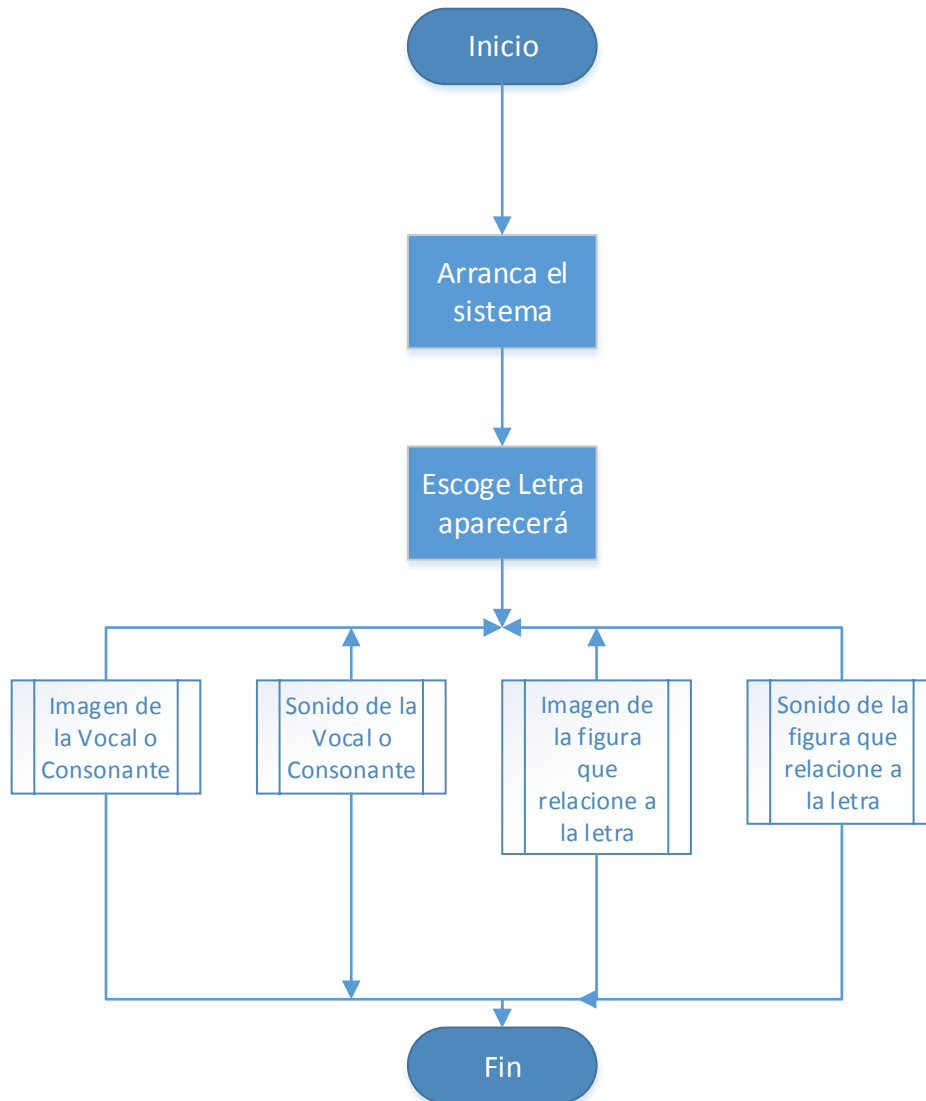 Inicio
Arranca el
sistema
Escoge Letra
aparecerá
Imagen de
la Vocal o
Consonante
Sonido de la
Vocal o
Consonante
Imagen de
la figura
que
relacione a
la letra
Sonido de la
figura que
relacione a
la letra
Fin